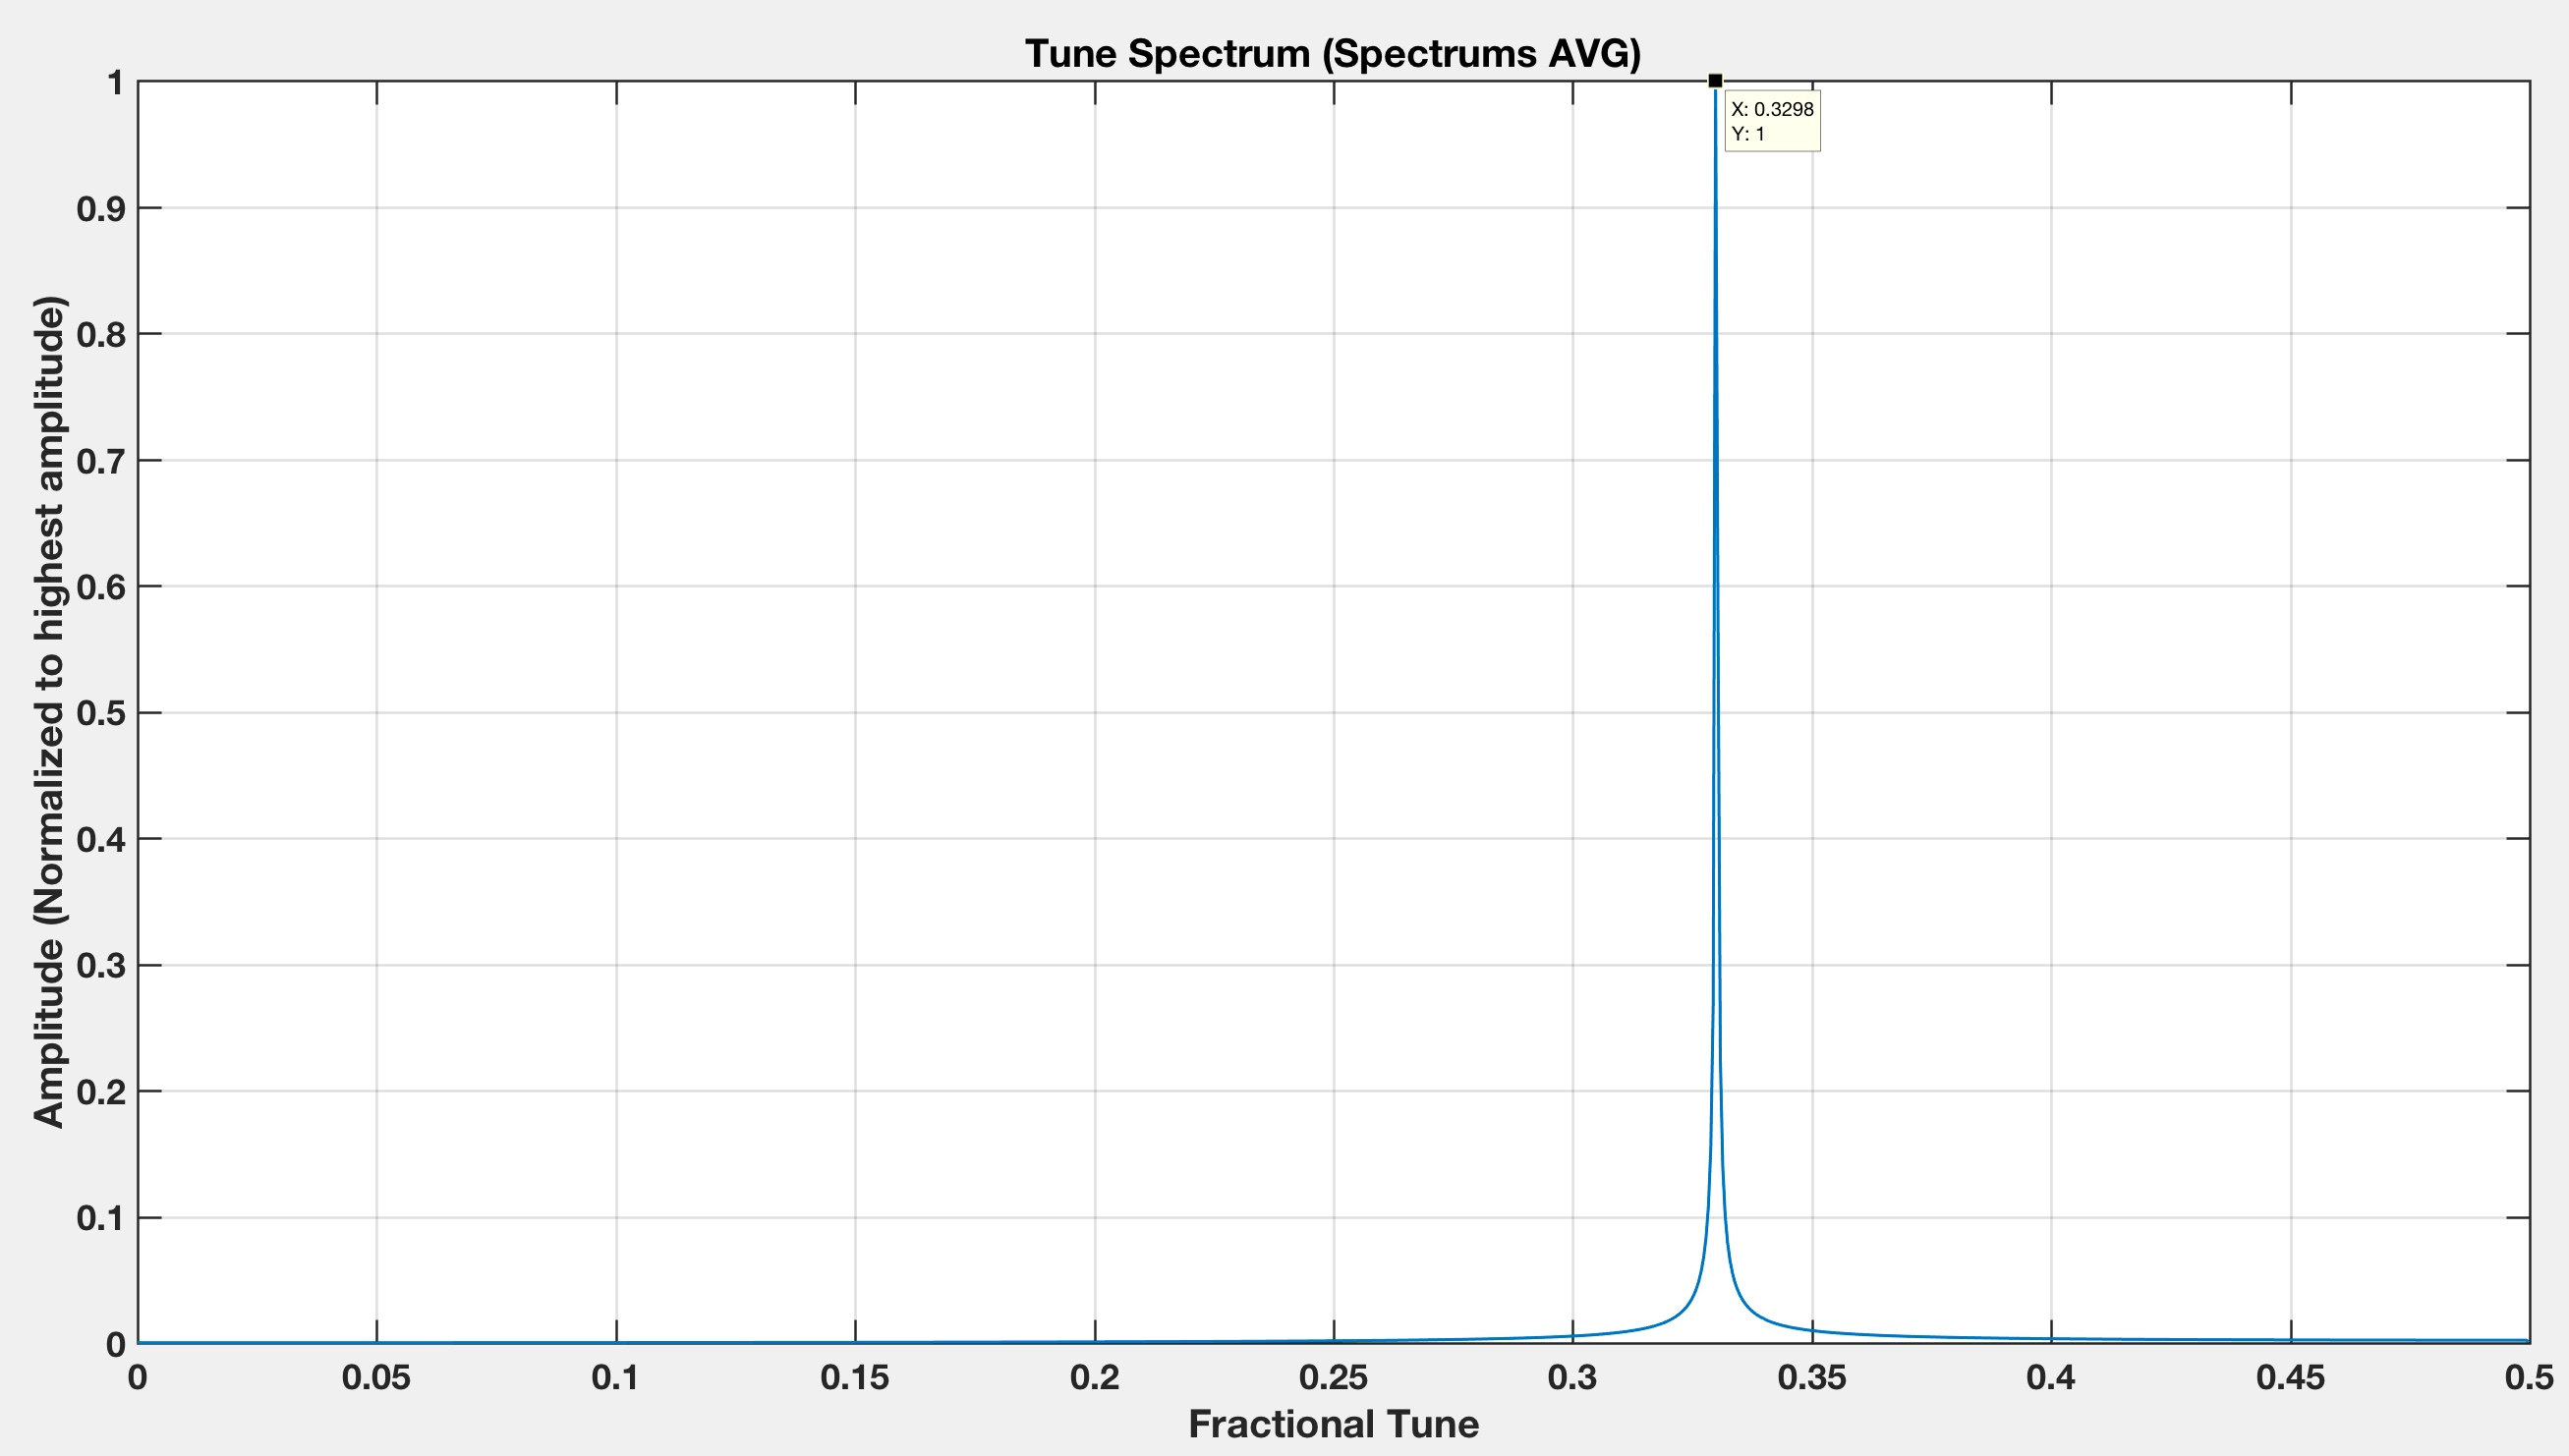 Tune Spectrum (Spectrums AVG)
X: 0.3298
Y: 1
Amplitude (Normalized to highest amplitude)
1
0.9
0.8
0.7
0.6
0.5
0.4
0.3
0.2
0.1
0
0 0.05 0.1 0.15 0.2 0.25 0.3 0.35 0.4 0.45 0.5
Fractional Tune